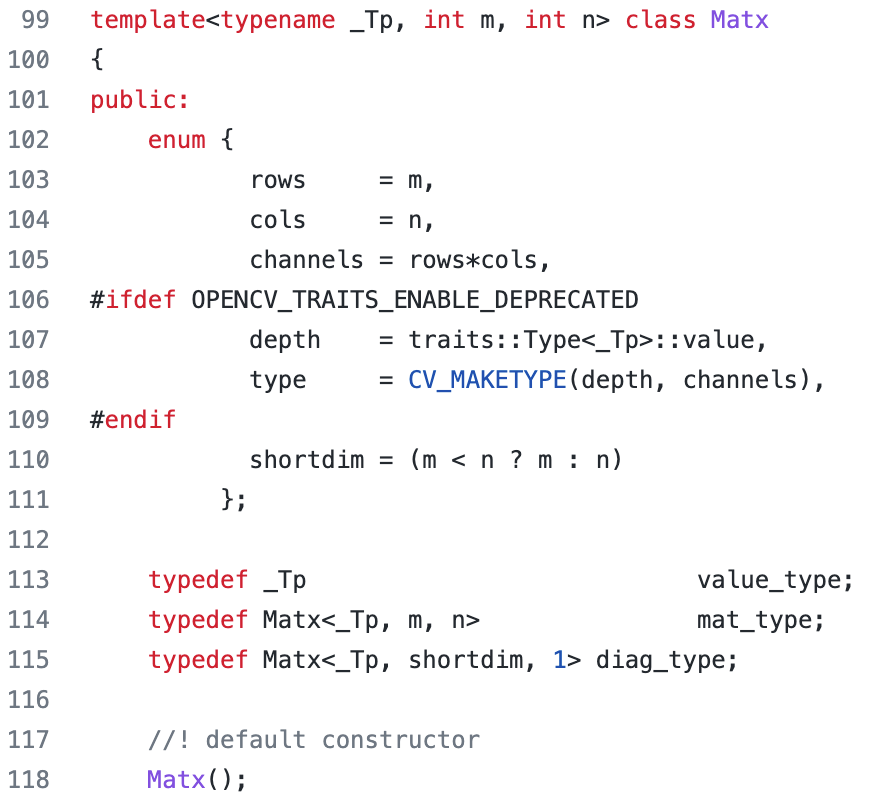 99 template<typename _Tp, int m, int n> class Matx
100 {
101 public:
102     enum {
103            rows     = m,
104            cols     = n,
105            channels = rows*cols,
106 #ifdef OPENCV_TRAITS_ENABLE_DEPRECATED
107            depth    = traits::Type<_Tp>::value,
108            type     = CV_MAKETYPE(depth, channels),
109 #endif
110            shortdim = (m < n ? m : n)
111          };
112
113     typedef _Tp                           value_type;
114     typedef Matx<_Tp, m, n>               mat_type;
115     typedef Matx<_Tp, shortdim, 1> diag_type;
116
117     //! default constructor
118     Matx();